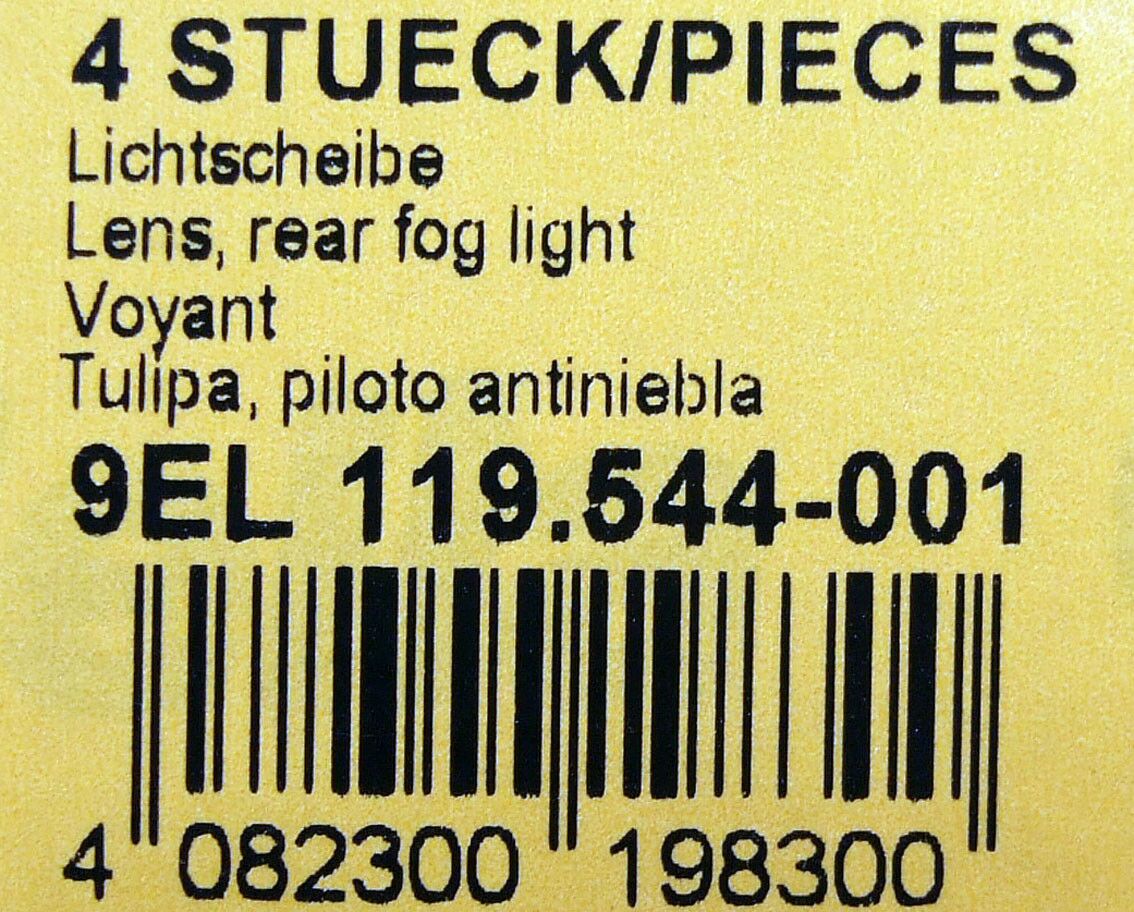 4 STUECK/PIECES
Lichtscheibe
Lens, rear fog light
Voyant
Tulipa, piloto antiniebla
9EL 119.544-001
4 082300 198300